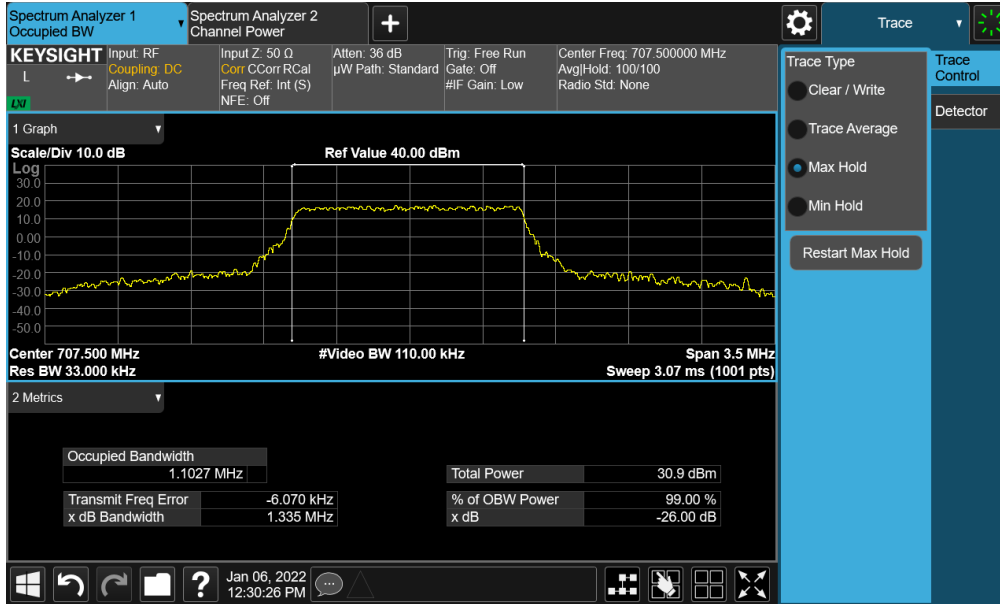 Spectrum Analyzer 1
Occupied BW
Spectrum Analyzer 2
Channel Power
Trace
KEYSIGHT
L
LXI
Input: RF
Coupling: DC
Align: Auto
Input Z: 50 Ω
Corr CCorr RCal
Freq Ref: Int (S)
NFE: Off
Atten: 36 dB
µW Path: Standard
Trig: Free Run
Gate: Off
#IF Gain: Low
Center Freq: 707.500000 MHz
Avg|Hold: 100/100
Radio Std: None
Trace Type
Clear / Write
Trace Average
Max Hold
Min Hold
Restart Max Hold
Trace
Control
Detector
1 Graph
Scale/Div 10.0 dB
Ref Value 40.00 dBm
Log
30.0
20.0
10.0
0.00
-10.0
-20.0
-30.0
-40.0
-50.0
Center 707.500 MHz
#Video BW 110.00 kHz
Span 3.5 MHz
Res BW 33.000 kHz
Sweep 3.07 ms (1001 pts)
2 Metrics
Occupied Bandwidth
1.1027 MHz
Transmit Freq Error -6.070 kHz
x dB Bandwidth 1.335 MHz
Total Power 30.9 dBm
% of OBW Power 99.00 %
x dB -26.00 dB
?
Jan 06, 2022
12:30:26 PM